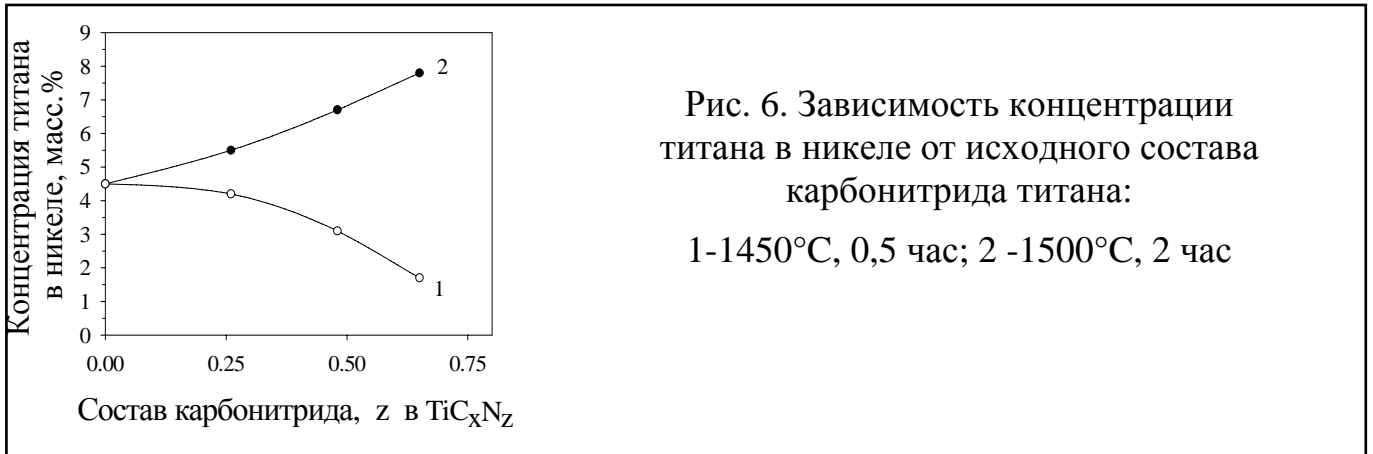 9
8
7
6
5
4
3
2
1
0
Концентрация титана
в никеле, масс.%
2
1
0.00 0.25 0.50 0.75
Состав карбонитрида, z в TiCXNZ
Рис. 6. Зависимость концентрации
титана в никеле от исходного состава
карбонитрида титана:
1-1450°C, 0,5 час; 2 -1500°C, 2 час